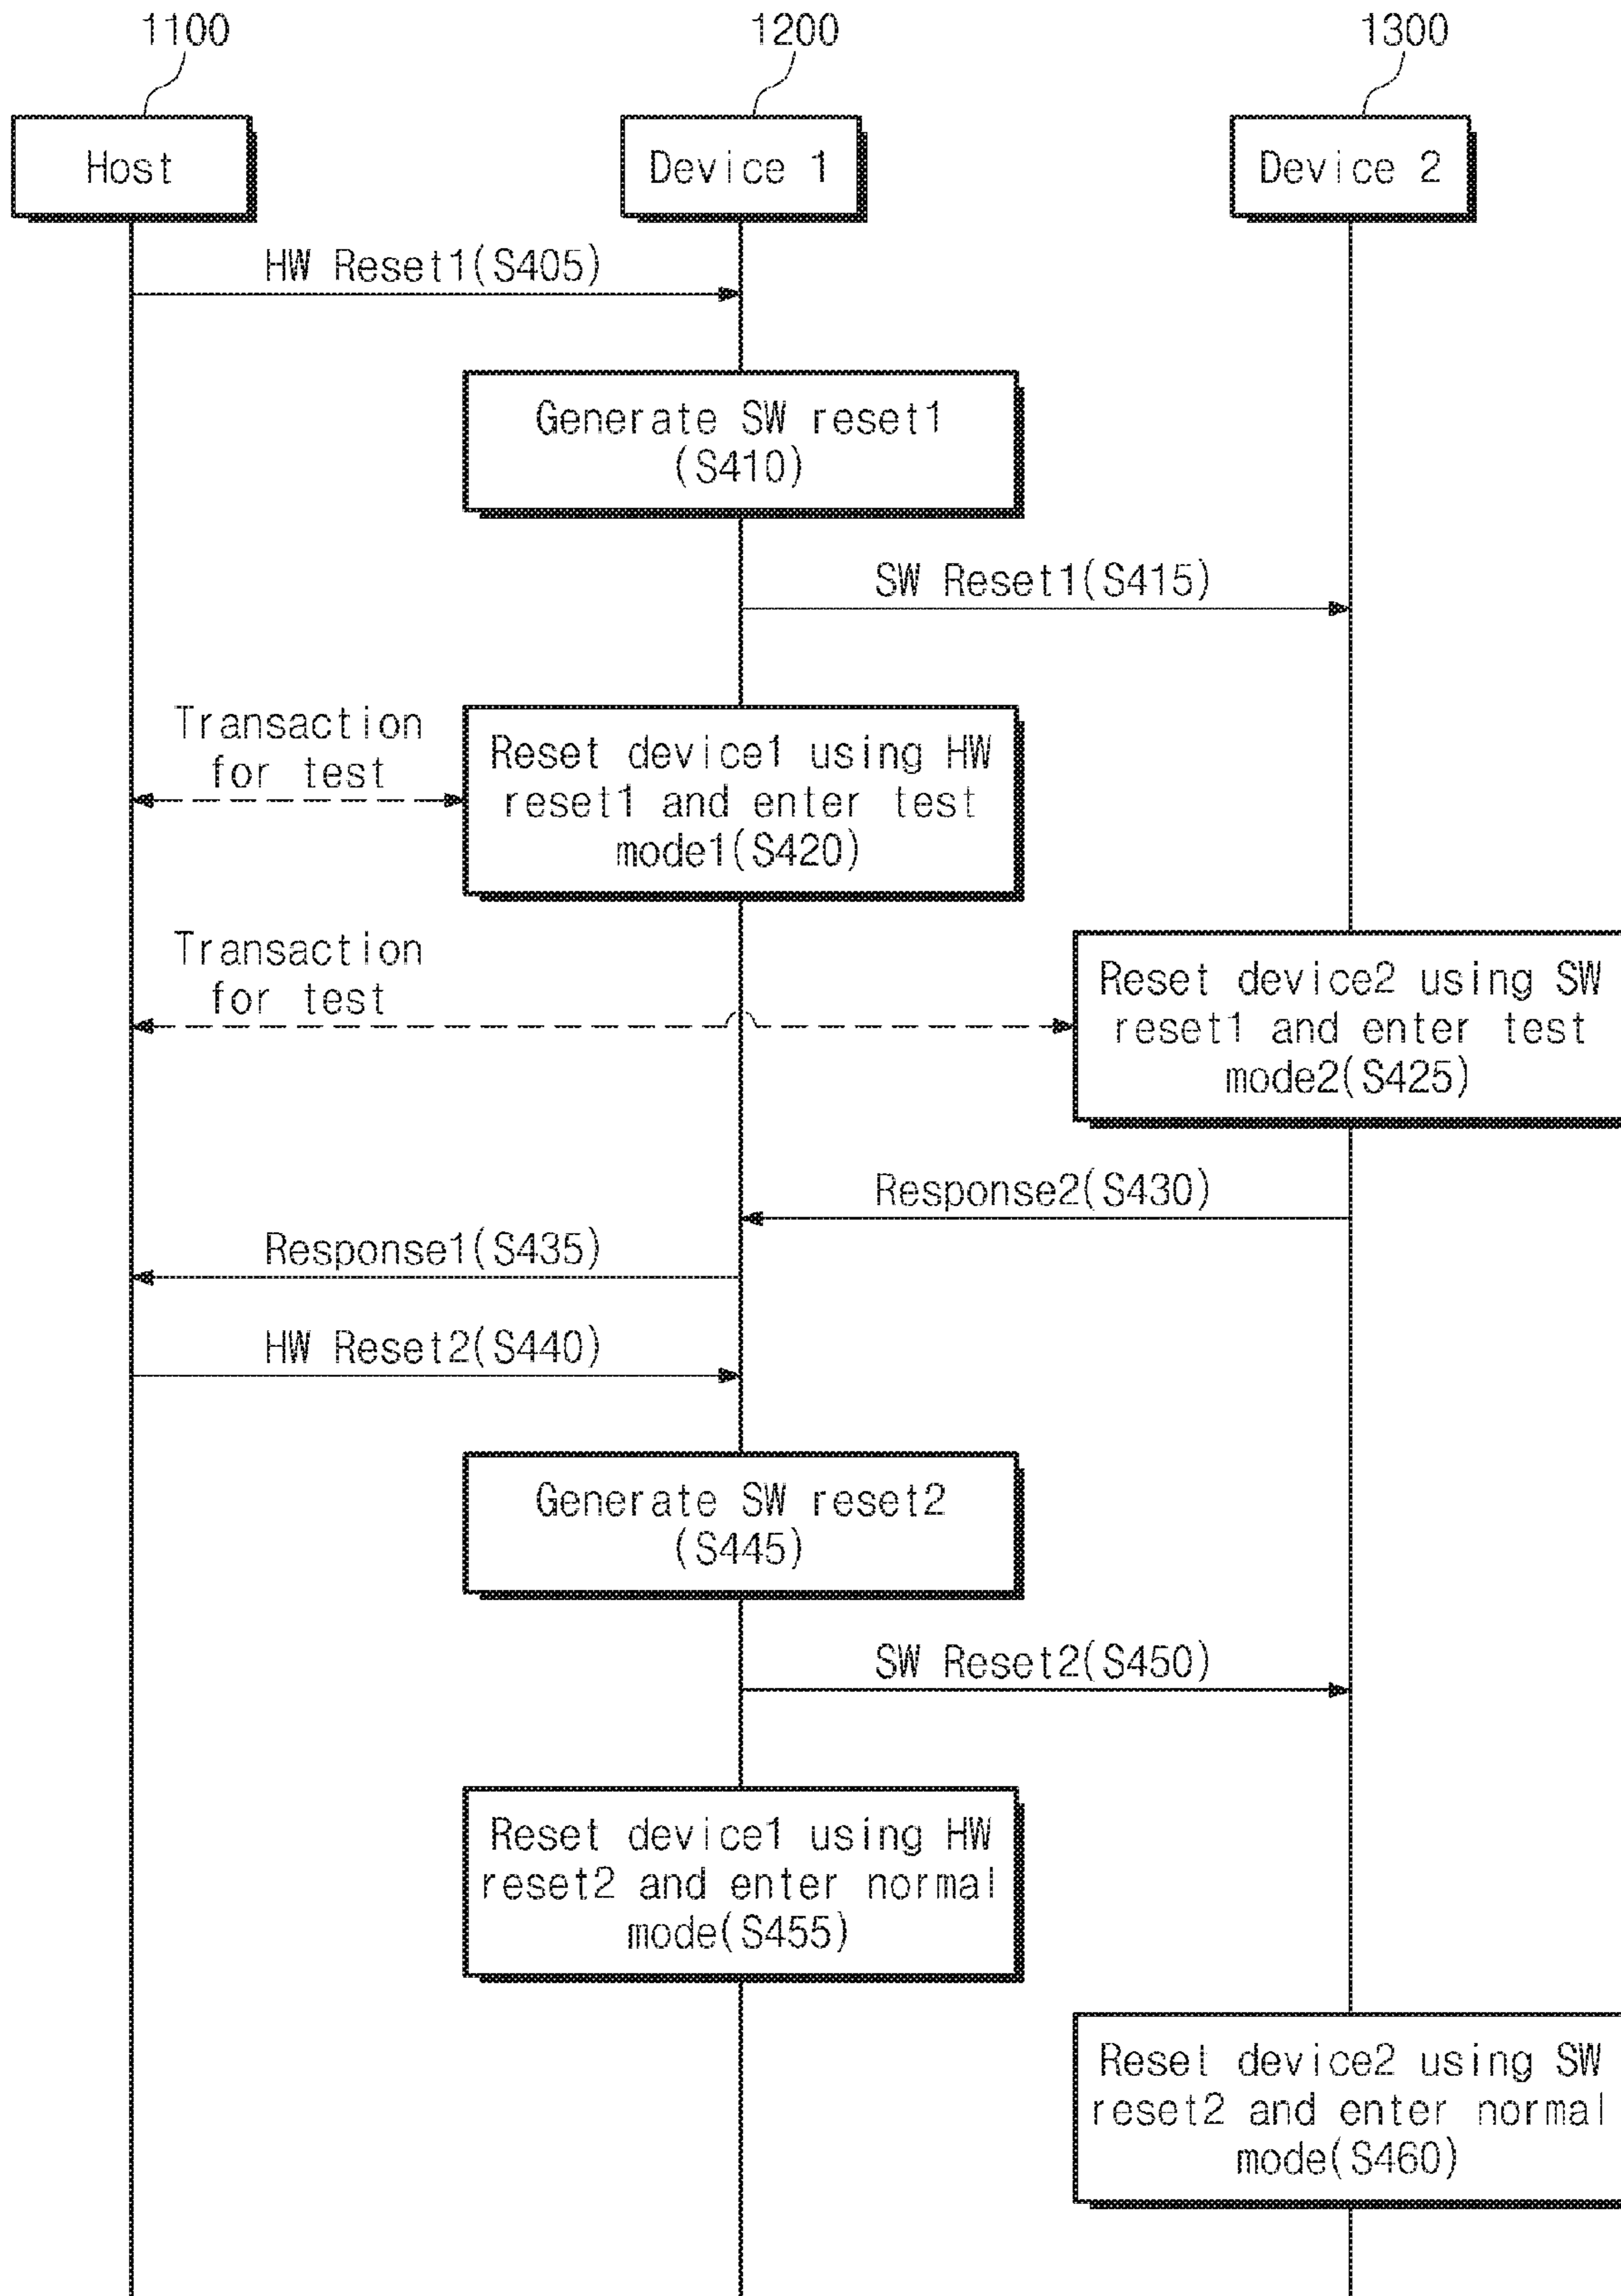 1100
1200
1300
Host
Device 1
Device 2
HW Reset1(S405)
Generate SW reset1
(S410)
SW Reset1(S415)
Transaction
for test
Reset device1 using HW
reset1 and enter test
mode1(S420)
Transaction
for test
Reset device2 using SW
reset1 and enter test
mode2(S425)
Response2(S430)
Response1(S435)
HW Reset2(S440)
Generate SW reset2
(S445)
SW Reset2(S450)
Reset device1 using HW
reset2 and enter normal
mode(S455)
Reset device2 using SW
reset2 and enter normal
mode(S460)